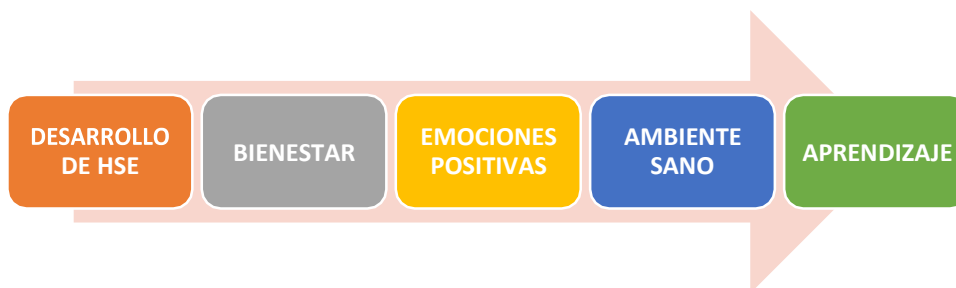 DESARROLLO
DE HSE
BIENESTAR
EMOCIONES
POSITIVAS
AMBIENTE
SANO
APRENDIZAJE